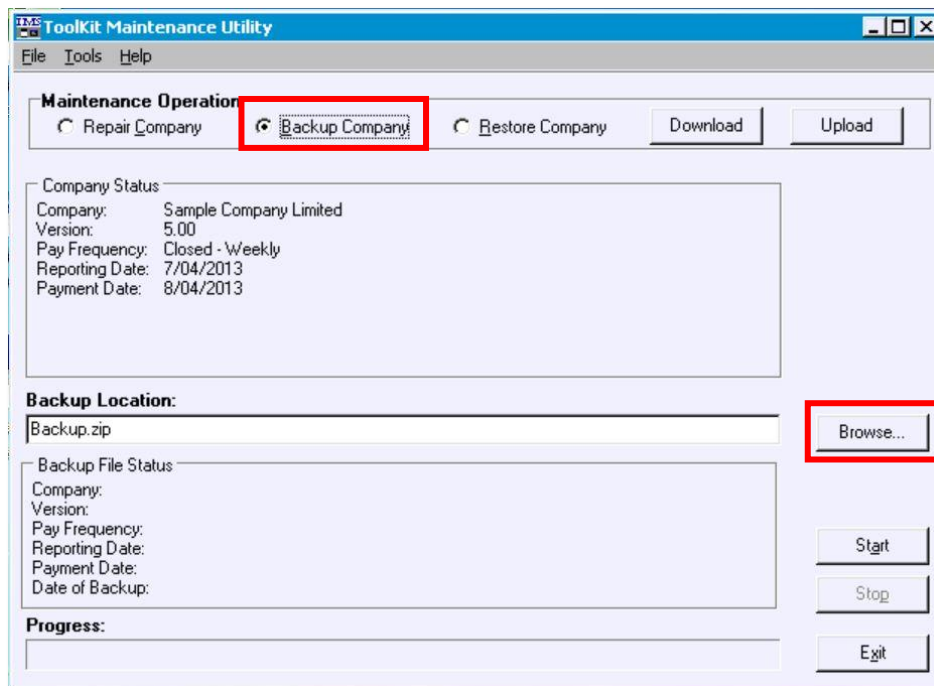 IMS ToolKit Maintenance Utility
File Tools Help
Maintenance Operation
Repair Company Backup Company Restore Company Download Upload
Company Status
Company: Sample Company Limited
Version: 5.00
Pay Frequency: Closed - Weekly
Reporting Date: 7/04/2013
Payment Date: 8/04/2013
Backup Location:
Backup.zip Browse...
Backup File Status
Company:
Version:
Pay Frequency:
Reporting Date:
Payment Date:
Date of Backup:
Start
Stop
Progress:
Exit